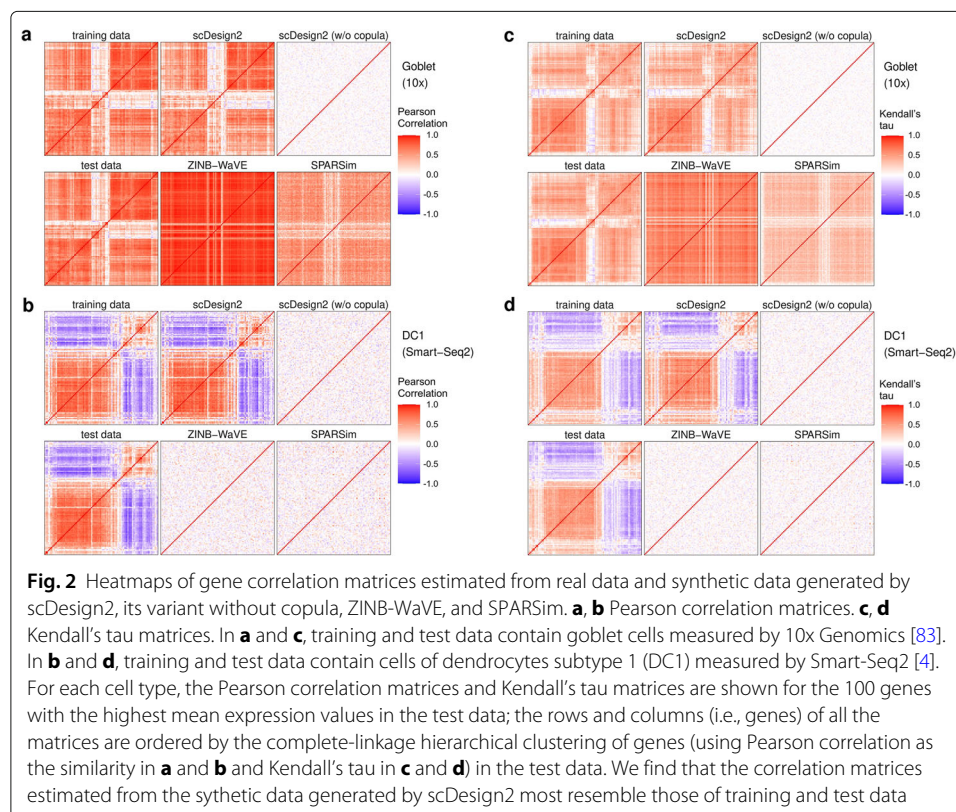 a
training data
scDesign2
scDesign2 (w/o copula)
Goblet
(10x)
Pearson
Correlation
1.0
0.5
0.0
-0.5
-1.0
test data
ZINB-WaVE
SPARSim
c
training data
scDesign2
scDesign2 (w/o copula)
Goblet
(10x)
Kendall's
tau
1.0
0.5
0.0
-0.5
-1.0
test data
ZINB-WaVE
SPARSim
b
training data
scDesign2
scDesign2 (w/o copula)
DC1
(Smart-Seq2)
Pearson
Correlation
1.0
0.5
0.0
-0.5
-1.0
test data
ZINB-WaVE
SPARSim
d
training data
scDesign2
scDesign2 (w/o copula)
DC1
(Smart-Seq2)
Kendall's
tau
1.0
0.5
0.0
-0.5
-1.0
test data
ZINB-WaVE
SPARSim
Fig. 2 Heatmaps of gene correlation matrices estimated from real data and synthetic data generated by
scDesign2, its variant without copula, ZINB-WaVE, and SPARSim. a, b Pearson correlation matrices. c, d
Kendall's tau matrices. In a and c, training and test data contain goblet cells measured by 10x Genomics [83].
In b and d, training and test data contain cells of dendrocytes subtype 1 (DC1) measured by Smart-Seq2 [4].
For each cell type, the Pearson correlation matrices and Kendall's tau matrices are shown for the 100 genes
with the highest mean expression values in the test data; the rows and columns (i.e., genes) of all the
matrices are ordered by the complete-linkage hierarchical clustering of genes (using Pearson correlation as
the similarity in a and b and Kendall's tau in c and d) in the test data. We find that the correlation matrices
estimated from the sythetic data generated by scDesign2 most resemble those of training and test data